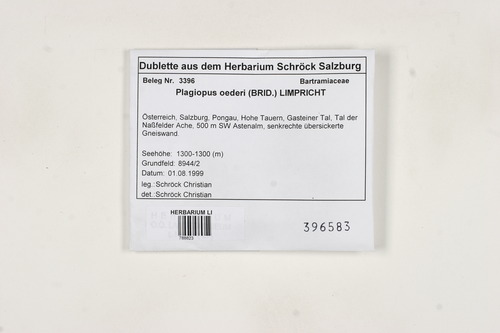 Dublette aus dem Herbarium Schröck Salzburg
Beleg Nr. 3396 Bartramiaceae
Plagiopus oederi (BRID.) LIMPRICHT
Österreich, Salzburg, Pongau, Hohe Tauern, Gasteiner Tal, Tal der
Naßfelder Ache, 500 m SW Astenalm, senkrechte übersickerte
Gneiswand.
Seehöhe: 1300-1300 (m)
Grundfeld: 8944/2
Datum: 01.08.1999
leg.: Schröck Christian
det.: Schröck Christian
HERBARIUM LI
396583